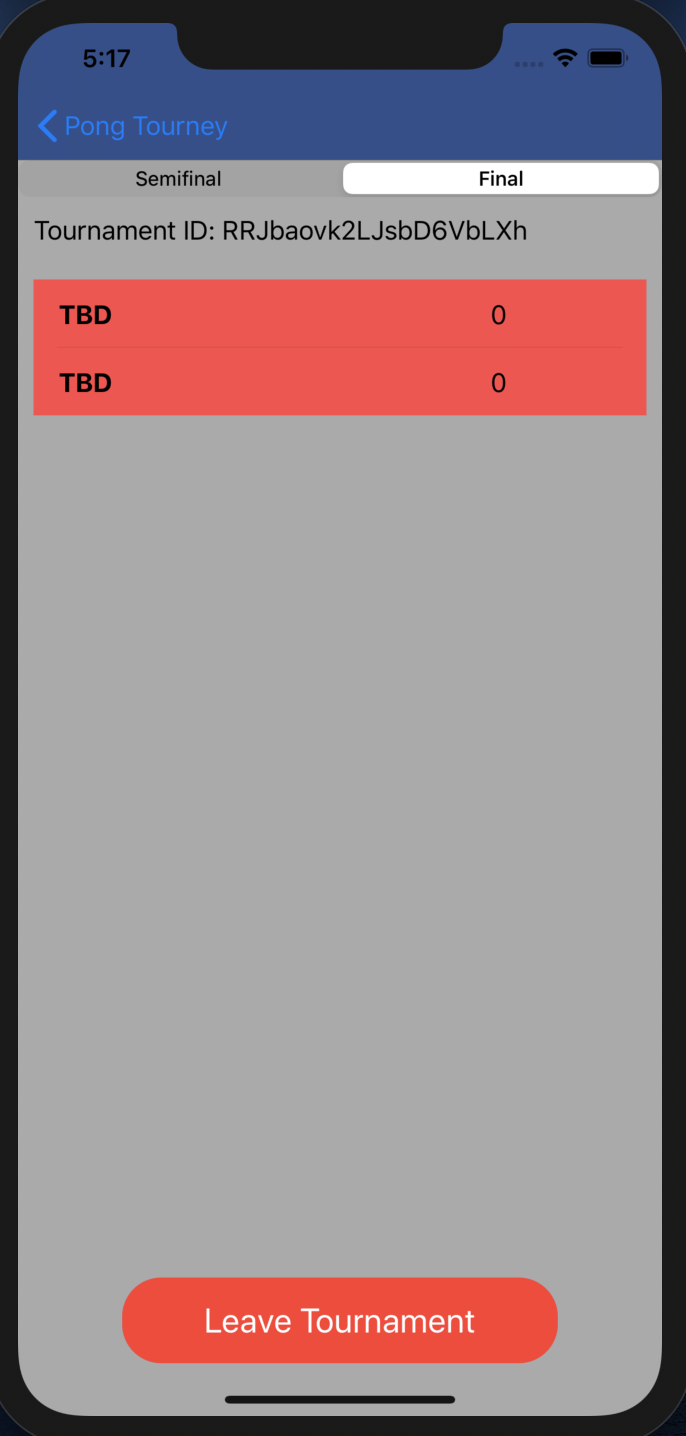 5:17
Pong Tourney
Semifinal Final
Tournament ID: RRJbaovk2LJsbD6VbLXh
TBD 0
TBD 0
Leave Tournament